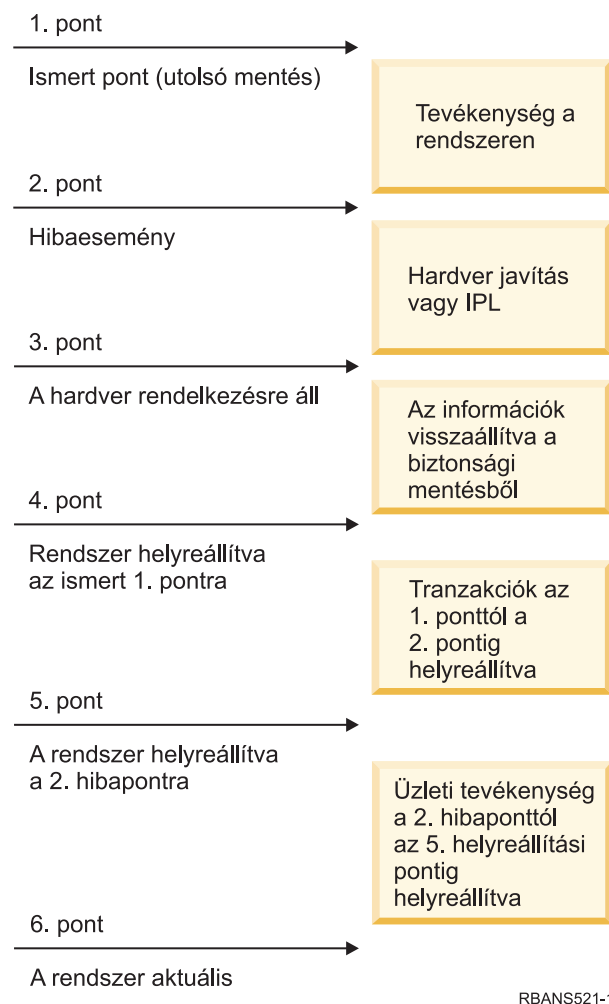 1. pont
Ismert pont (utolsó mentés)
Tevékenység a
rendszeren
2. pont
Hibaesemény
Hardver javítás
vagy IPL
3. pont
A hardver rendelkezésre áll
Az információk
visszaállítva a
biztonsági
mentésből
4. pont
Rendszer helyreállítva
az ismert 1. pontra
Tranzakciók az
1. ponttól a
2. pontig
helyreállítva
5. pont
A rendszer helyreállítva
a 2. hibapontra
Üzleti tevékenység
a 2. hibaponttól
az 5. helyreállítási
pontig
helyreállítva
6. pont
A rendszer aktuális
RBANS521-